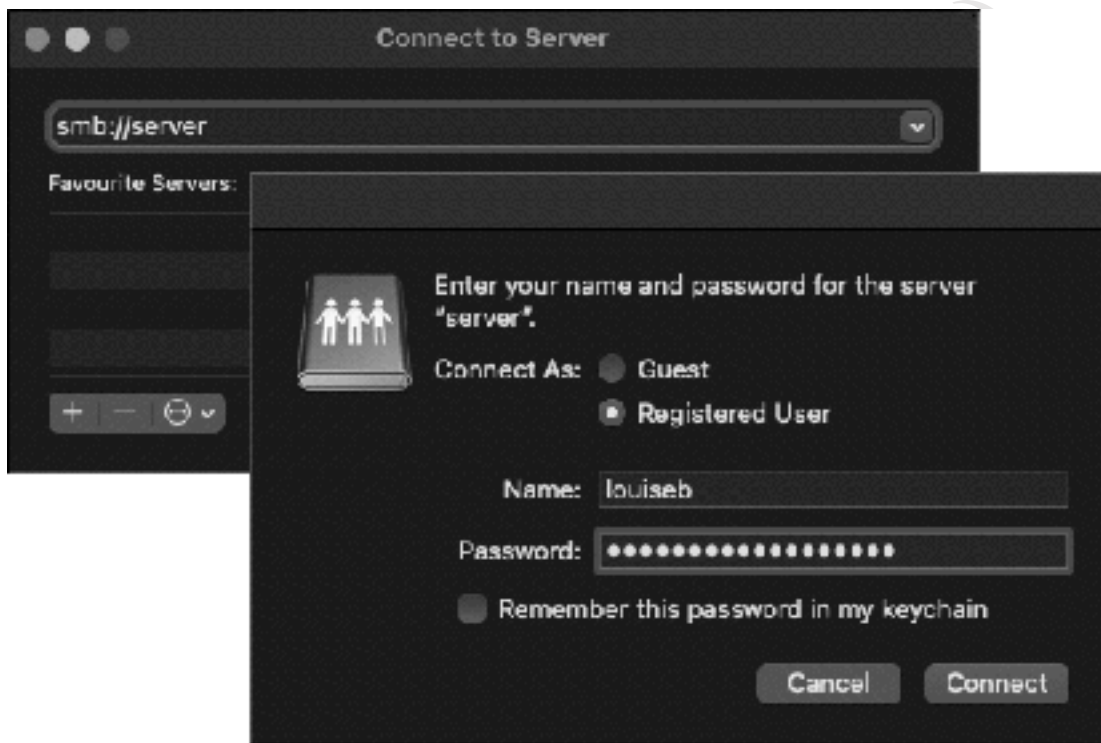 Connect to Server
smb://server
Favourite Servers:
Enter your name and password for the server
"server".
Connect As: Guest
Registered User
Name: louiseb
Password: ••••••••••••••••••
Remember this password in my keychain
Cancel Connect